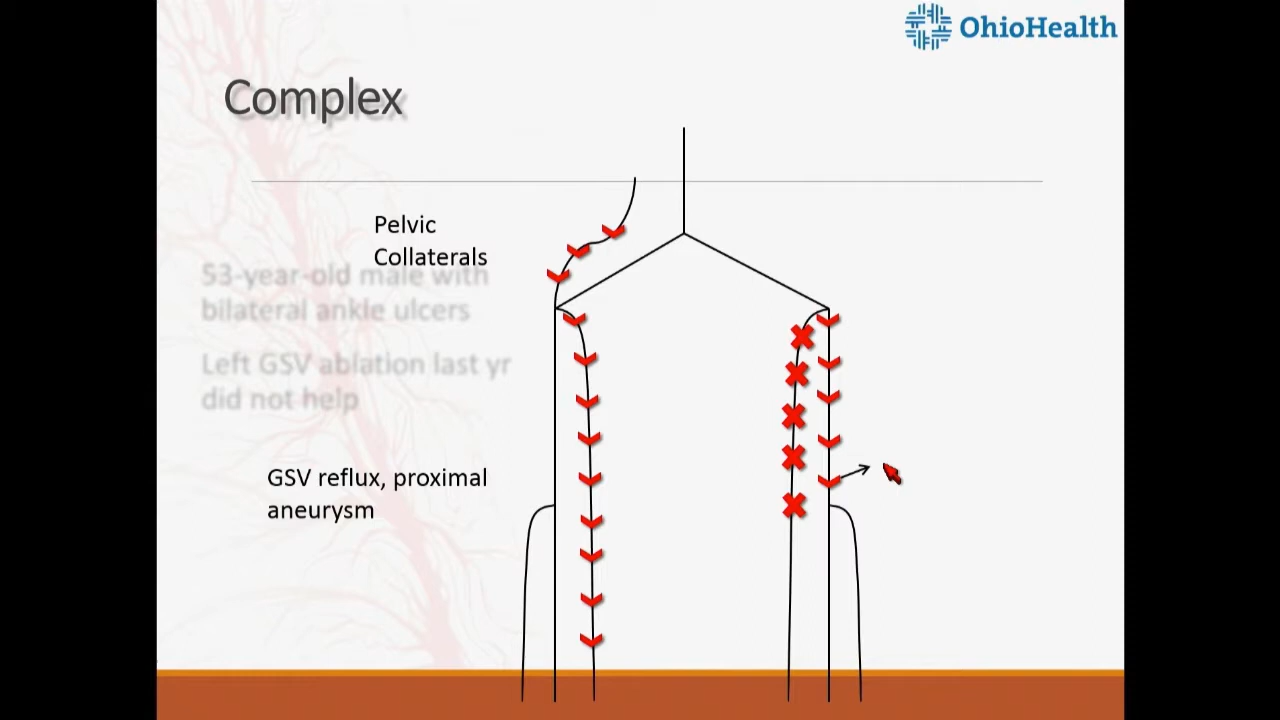 OhioHealth
Complex
Pelvic
Collaterals
53-year-old male with
bilateral ankle ulcers
Left GSV ablation last yr
did not help
GSV reflux, proximal
aneurysm